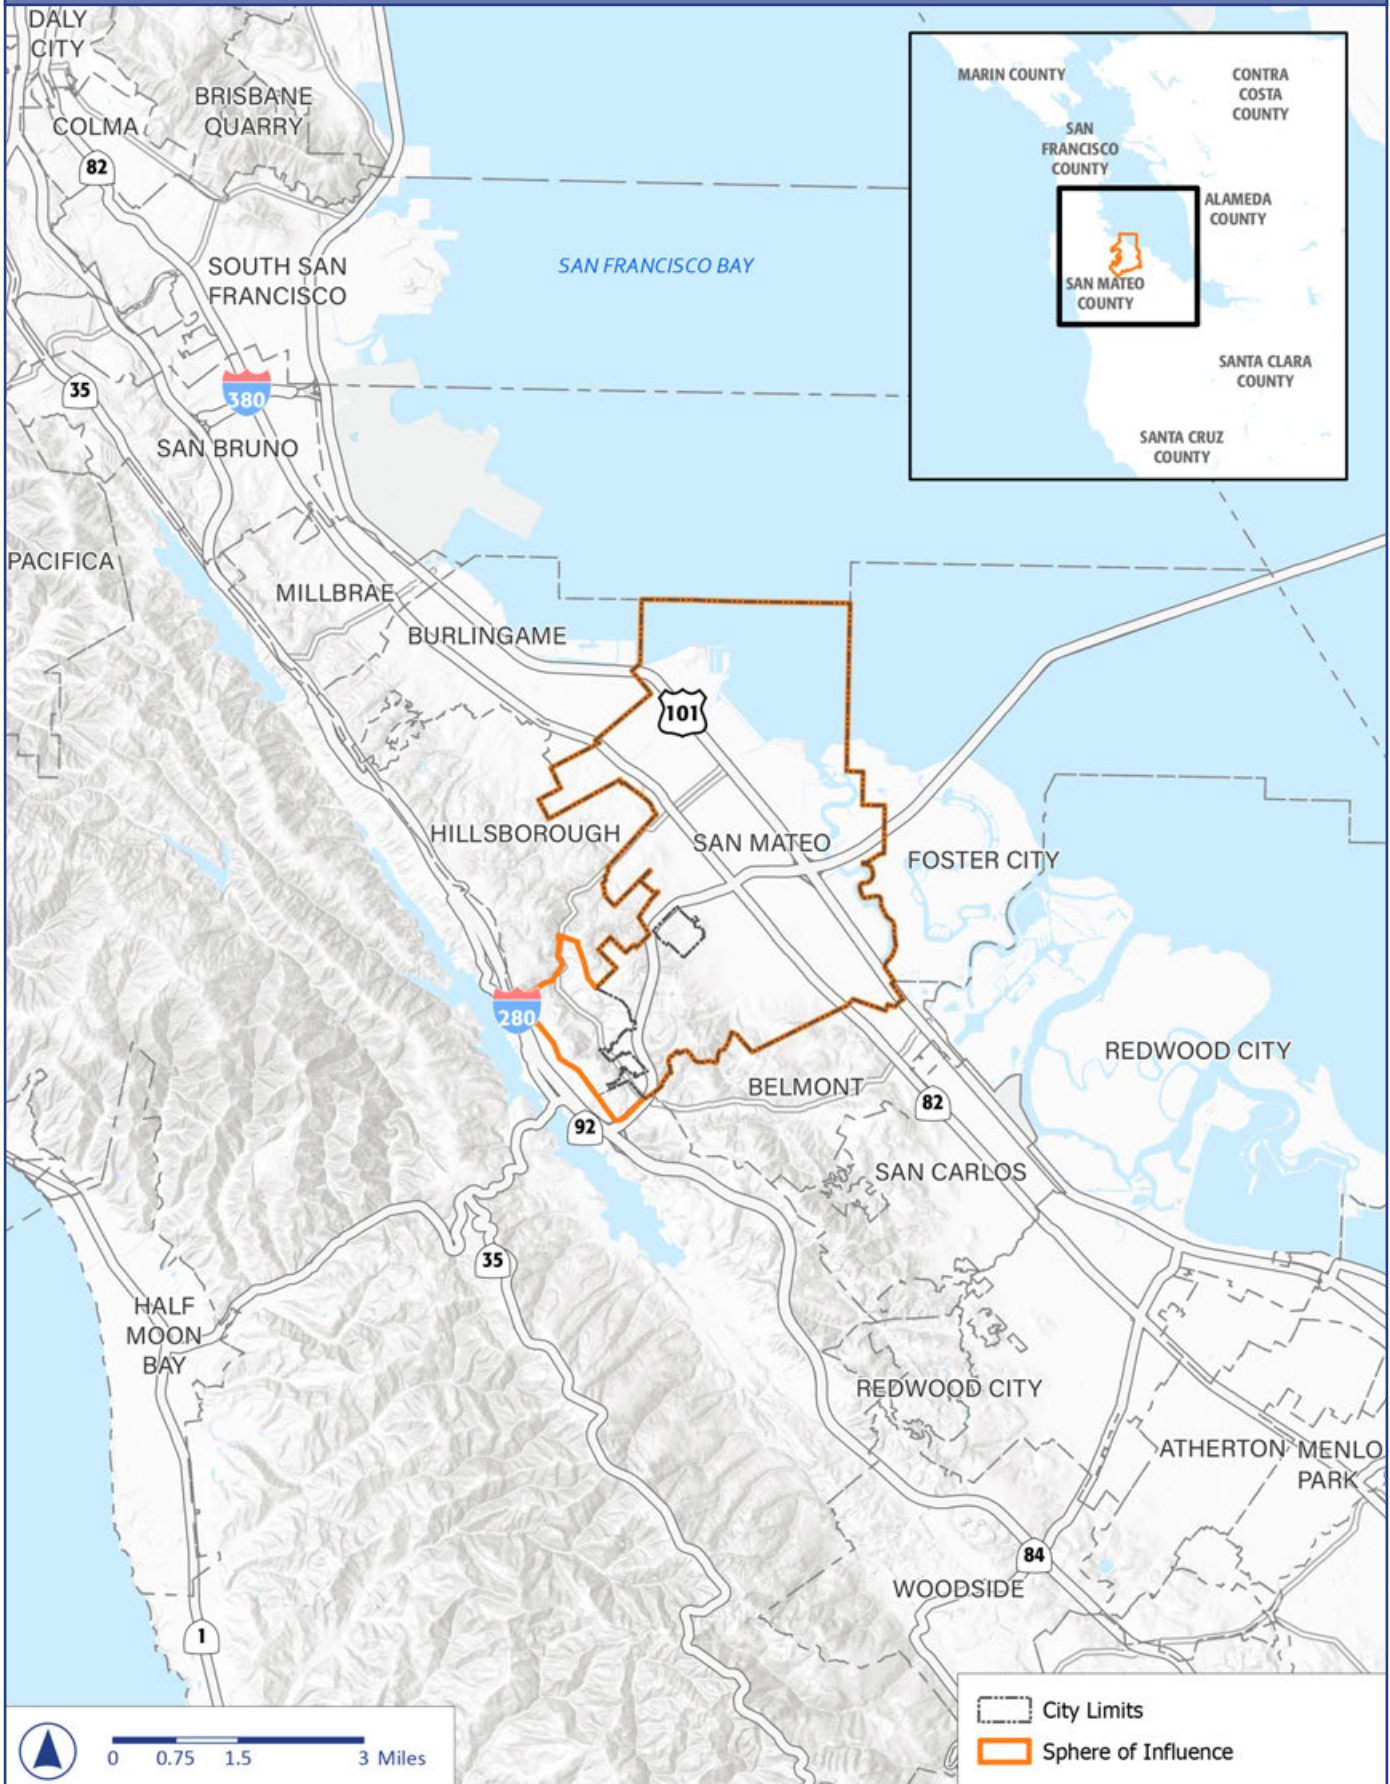 DALY
CITY
BRISBANE
QUARRY
COLMA
82
MARIN COUNTY
CONTRA
COSTA
COUNTY
SAN
FRANCISCO
COUNTY
ALAMEDA
COUNTY
SAN MATEO
COUNTY
SANTA CLARA
COUNTY
SANTA CRUZ
COUNTY
SOUTH SAN
FRANCISCO
SAN FRANCISCO BAY
35
380
SAN BRUNO
PACIFICA
MILLBRAE
BURLINGAME
101
HILLSBOROUGH
SAN MATEO
FOSTER CITY
280
REDWOOD CITY
BELMONT
82
92
SAN CARLOS
35
HALF
MOON
BAY
REDWOOD CITY
ATHERTON
MENLO
PARK
84
WOODSIDE
1
City Limits
Sphere of Influence
0 0.75 1.5 3 Miles